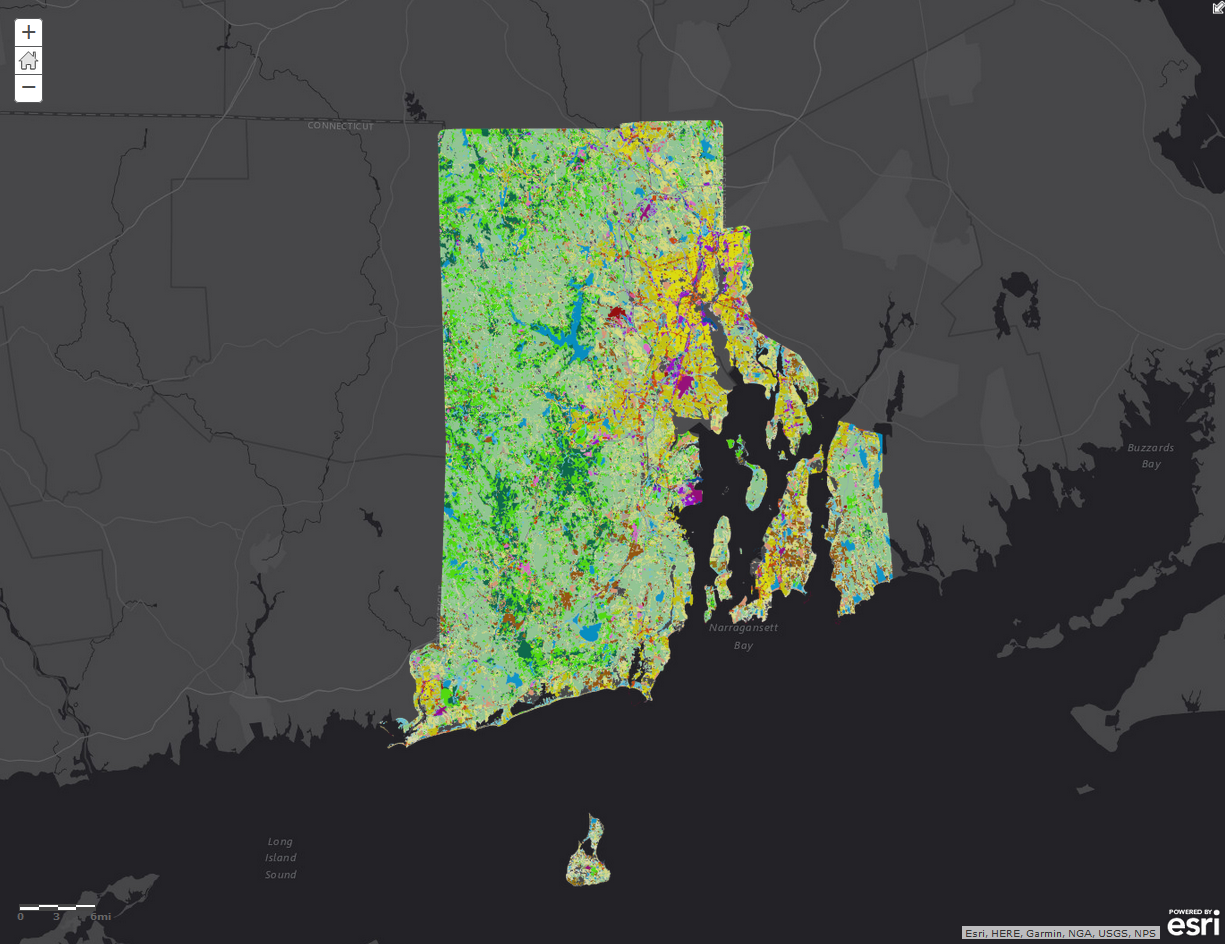 +
−
CONNECTICUT
Buzzards
Bay
Narragansett
Bay
Long
Island
Sound
0 3 6mi
Esri, HERE, Garmin, NGA, USGS, NPS
POWERED BY
esri